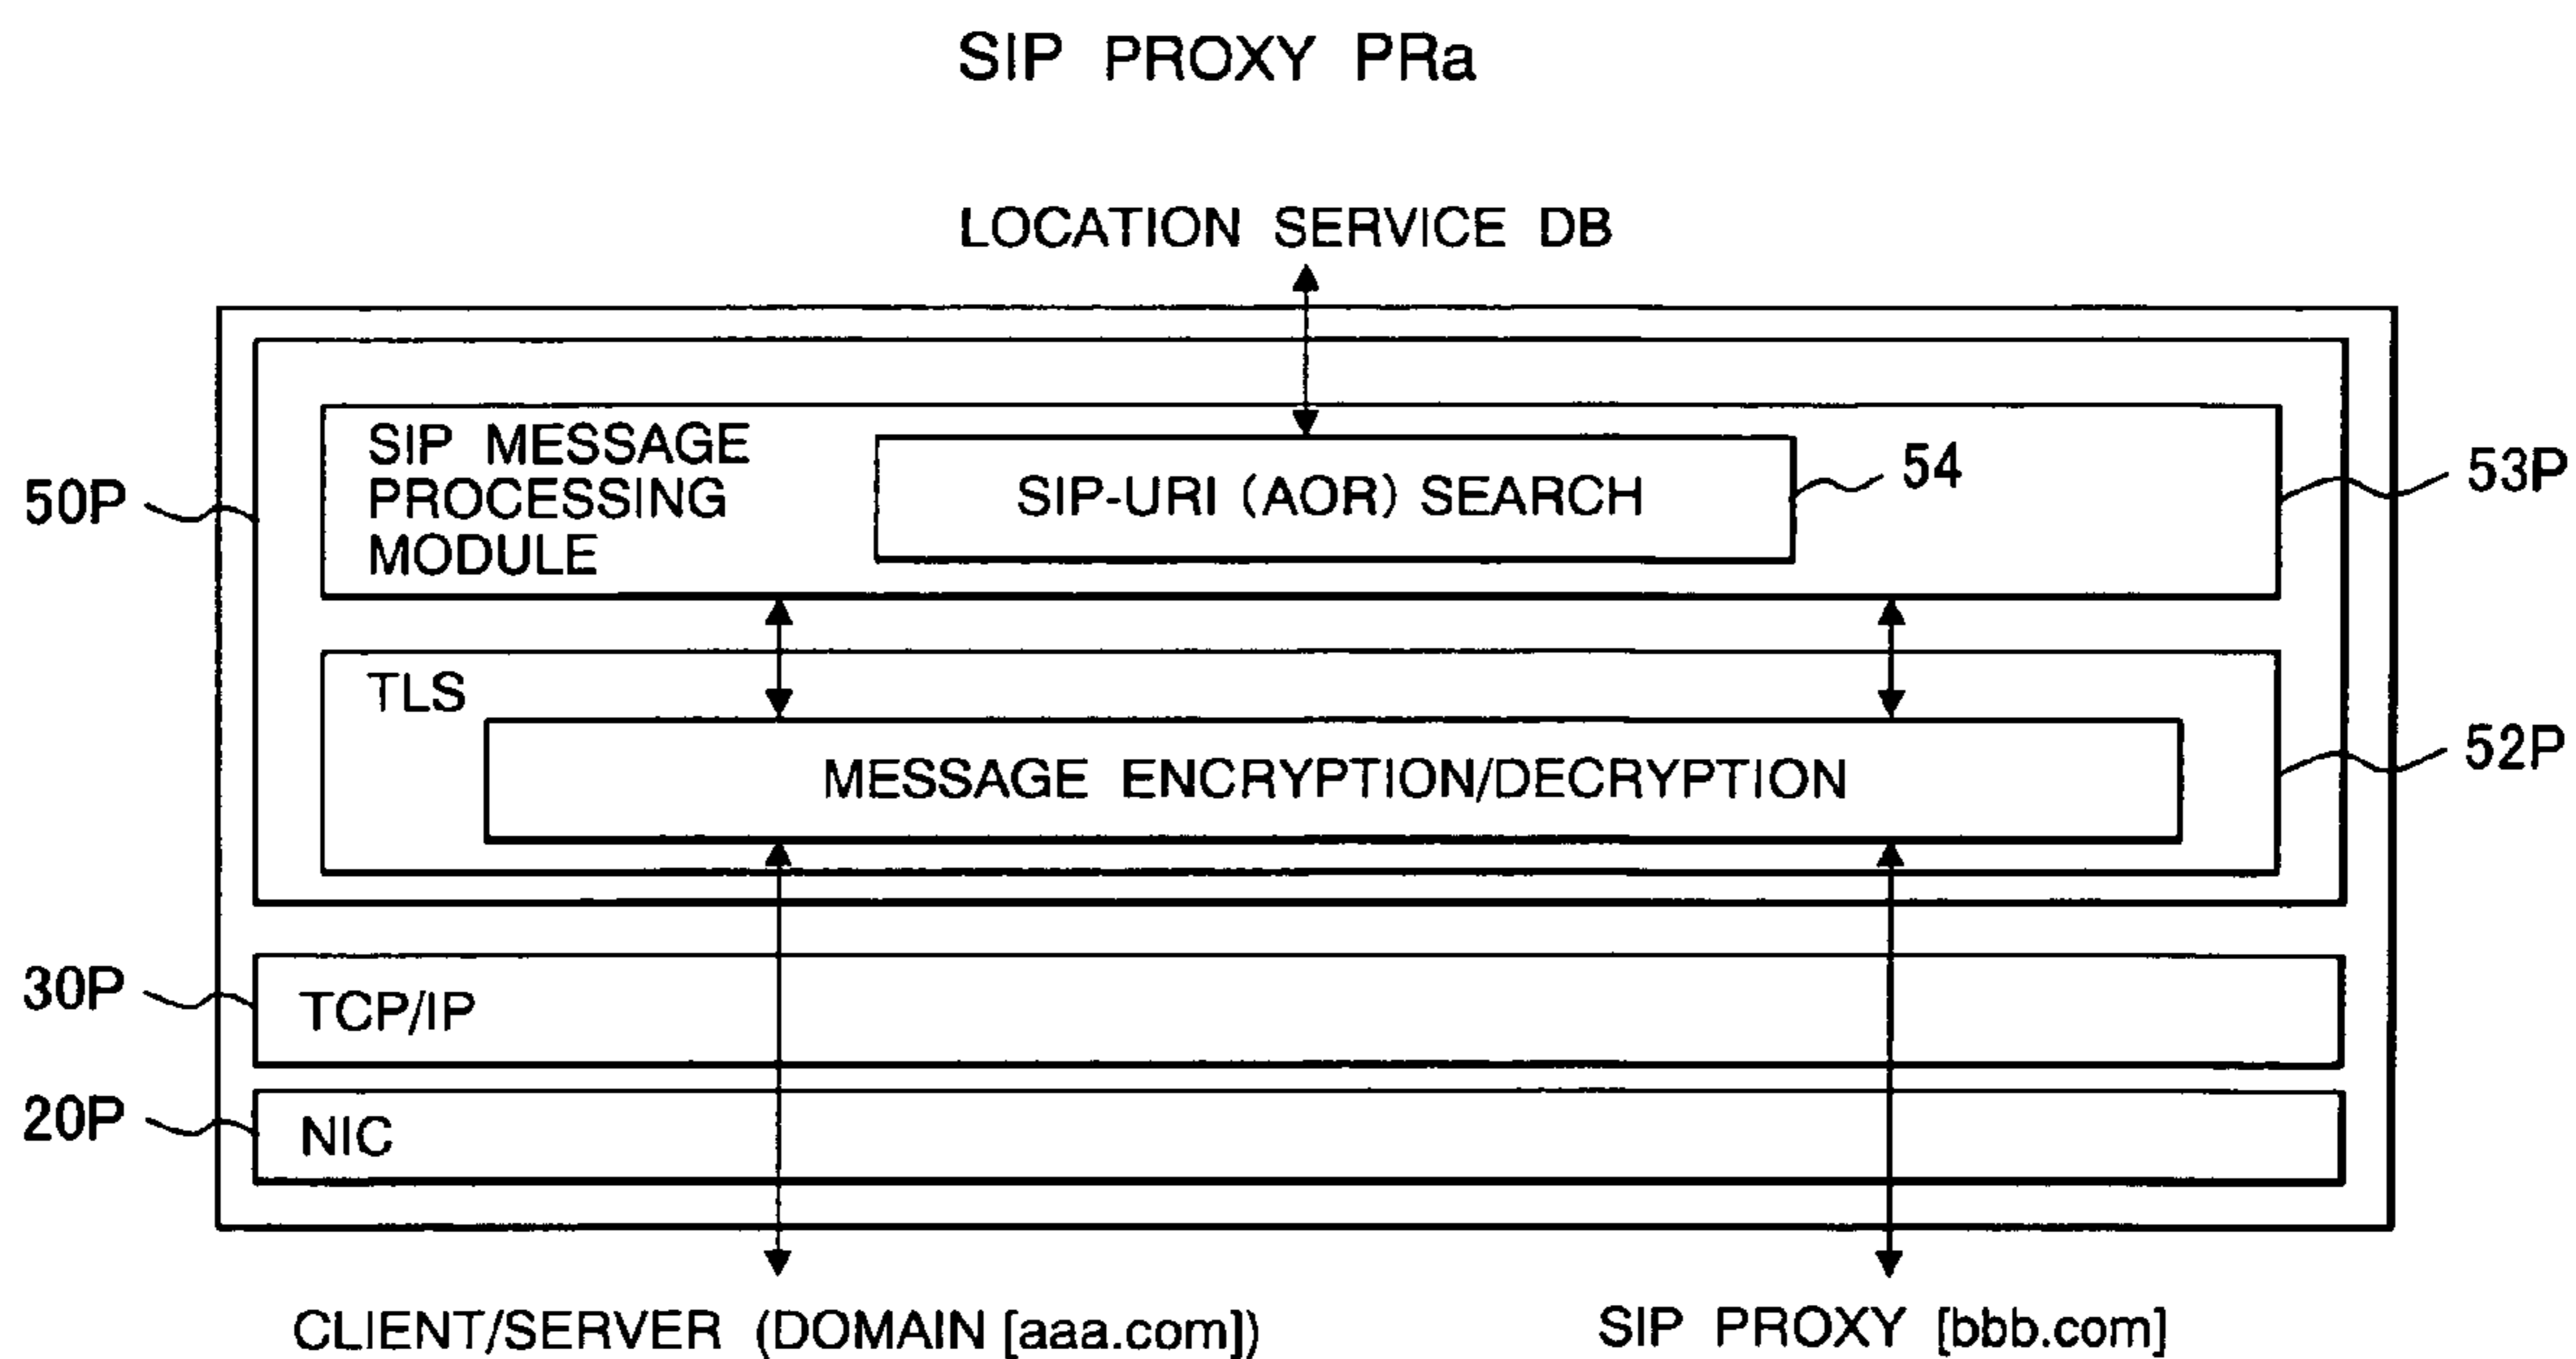 SIP PROXY PRa
LOCATION SERVICE DB
SIP MESSAGE
PROCESSING
MODULE
SIP-URI (AOR) SEARCH
54
53P
50P
TLS
MESSAGE ENCRYPTION/DECRYPTION
52P
30P
TCP/IP
20P
NIC
CLIENT/SERVER (DOMAIN [aaa.com])
SIP PROXY [bbb.com]